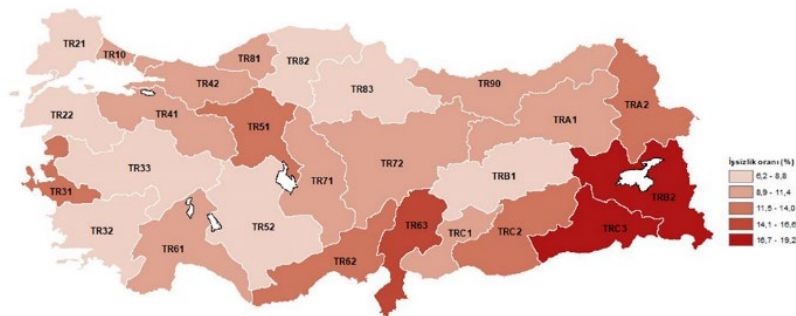 TR21
TR10
TR81
TR82
TR42
TR83
TR90
TRA2
TR22
TR41
TR51
TRA1
TR33
TR71
TR72
TRB1
TR31
TRB2
TR32
TR52
TR63
TRC1
TRC2
TRC3
TR61
TR62
İşsizlik oranı (%)
6,2 - 8,8
8,9 - 11,4
11,5 - 14,0
14,1 - 16,6
16,7 - 19,2